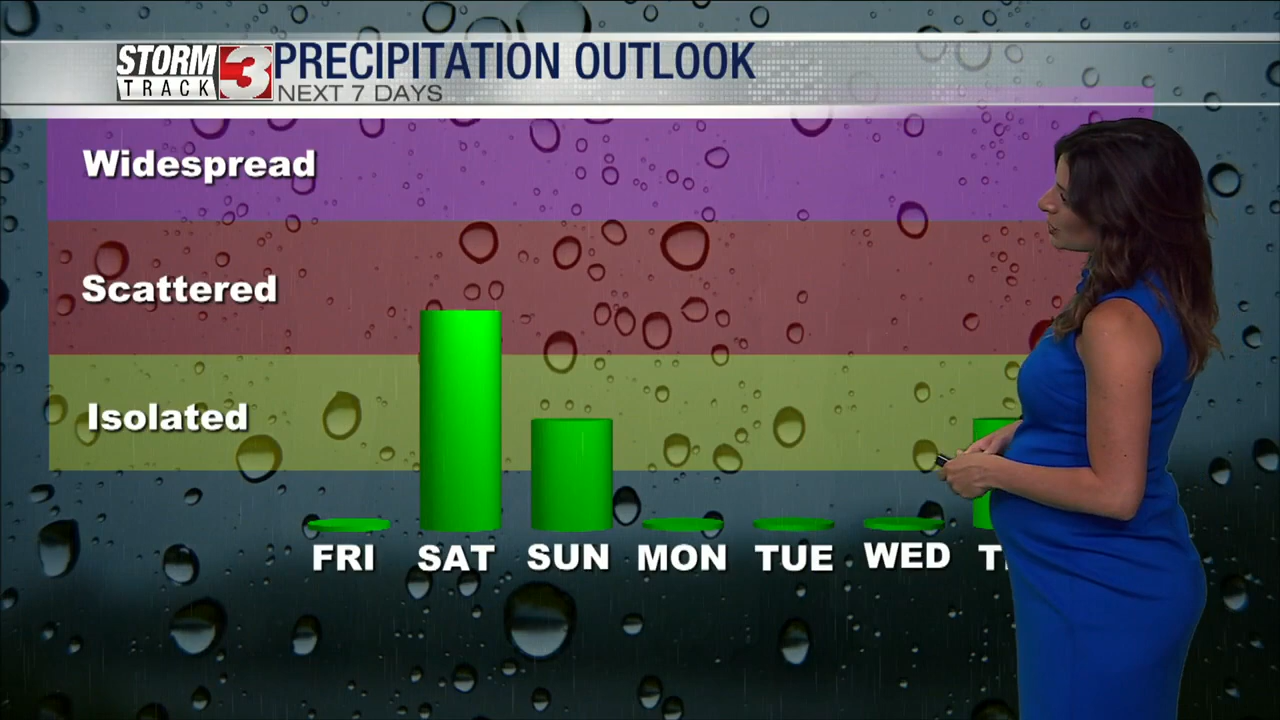 STORM TRACK 3
PRECIPITATION OUTLOOK
NEXT 7 DAYS
Widespread
Scattered
Isolated
FRI SAT SUN MON TUE WED